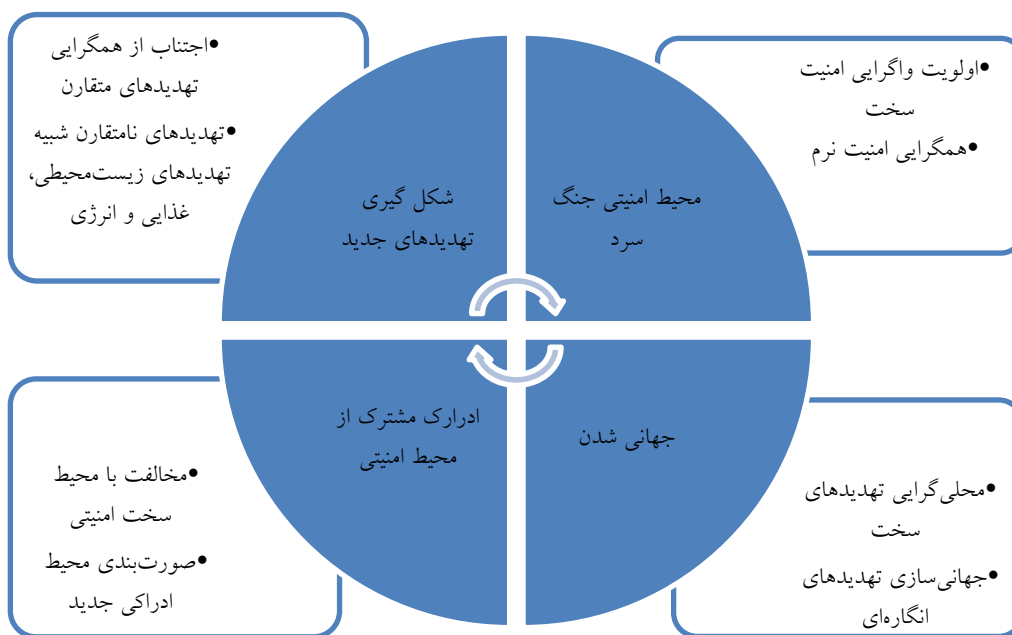 •اولویت واگرایی امنیت
سخت
•همگرایی امنیت نرم
محیط امنیتی جنگ
سرد
•اجتناب از همگرایی
تهدیدهای متقارن
•تهدیدهای نامتقارن شبیه
تهدیدهای زیست‌محیطی،
غذایی و انرژی
شکل گیری
تهدیدهای جدید
جهانی شدن
•محلی‌گرایی تهدیدهای
سخت
•جهانی‌سازی تهدیدهای
انگاره‌ای
ادرارک مشترک از
محیط امنیتی
•مخالفت با محیط
سخت امنیتی
•صورت‌بندی محیط
ادراکی جدید